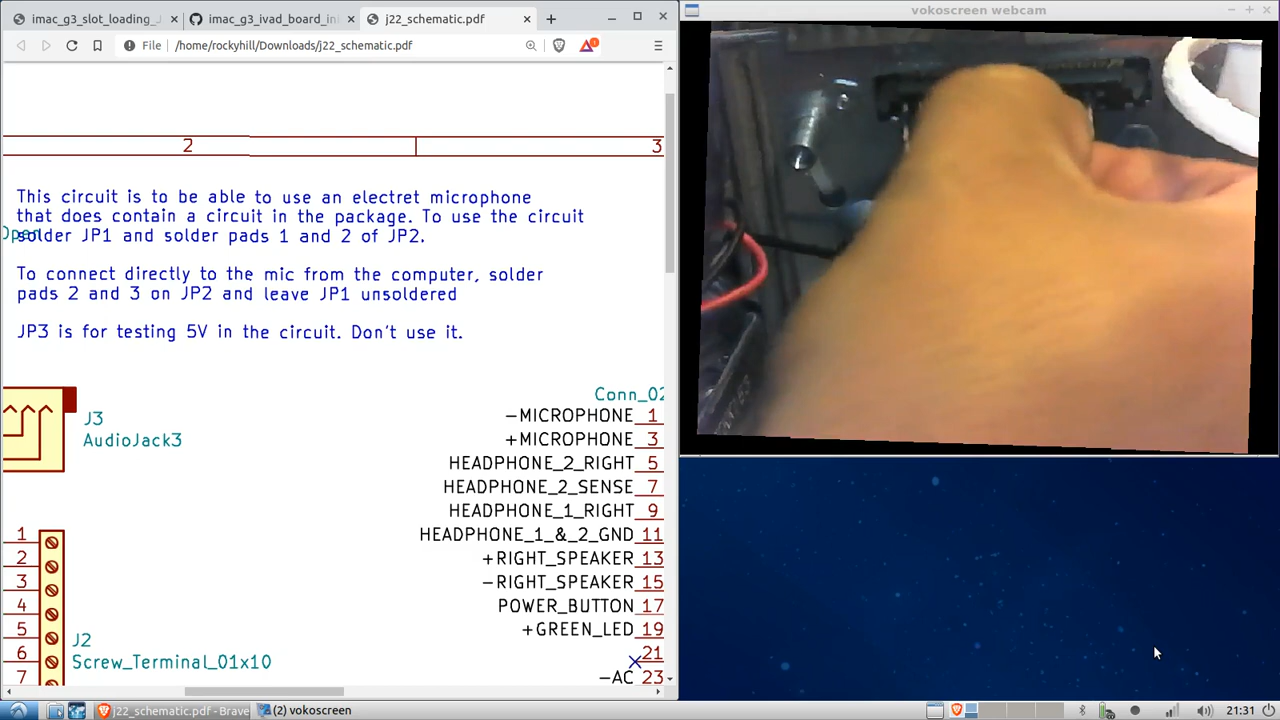 imac_g3_slot_loading_
imac_g3_ivad_board_ini
j22_schematic.pdf
File
/home/rockyhill/Downloads/j22_schematic.pdf
2
3
This circuit is to be able to use an electret microphone
that does contain a circuit in the package. To use the circuit
solder JP1 and solder pads 1 and 2 of JP2.
Open
To connect directly to the mic from the computer, solder
pads 2 and 3 on JP2 and leave JP1 unsoldered
JP3 is for testing 5V in the circuit. Don't use it.
J3
AudioJack3
Conn_02
-MICROPHONE 1
+MICROPHONE 3
HEADPHONE_2_RIGHT 5
HEADPHONE_2_SENSE 7
HEADPHONE_1_RIGHT 9
HEADPHONE_1_&_2_GND 11
+RIGHT_SPEAKER 13
-RIGHT_SPEAKER 15
POWER_BUTTON 17
+GREEN_LED 19
21
-AC 23
1
2
3
4
5
6
7
J2
Screw_Terminal_01x10
vokoscreen webcam
j22_schematic.pdf - Brave
(2) vokoscreen
21:31